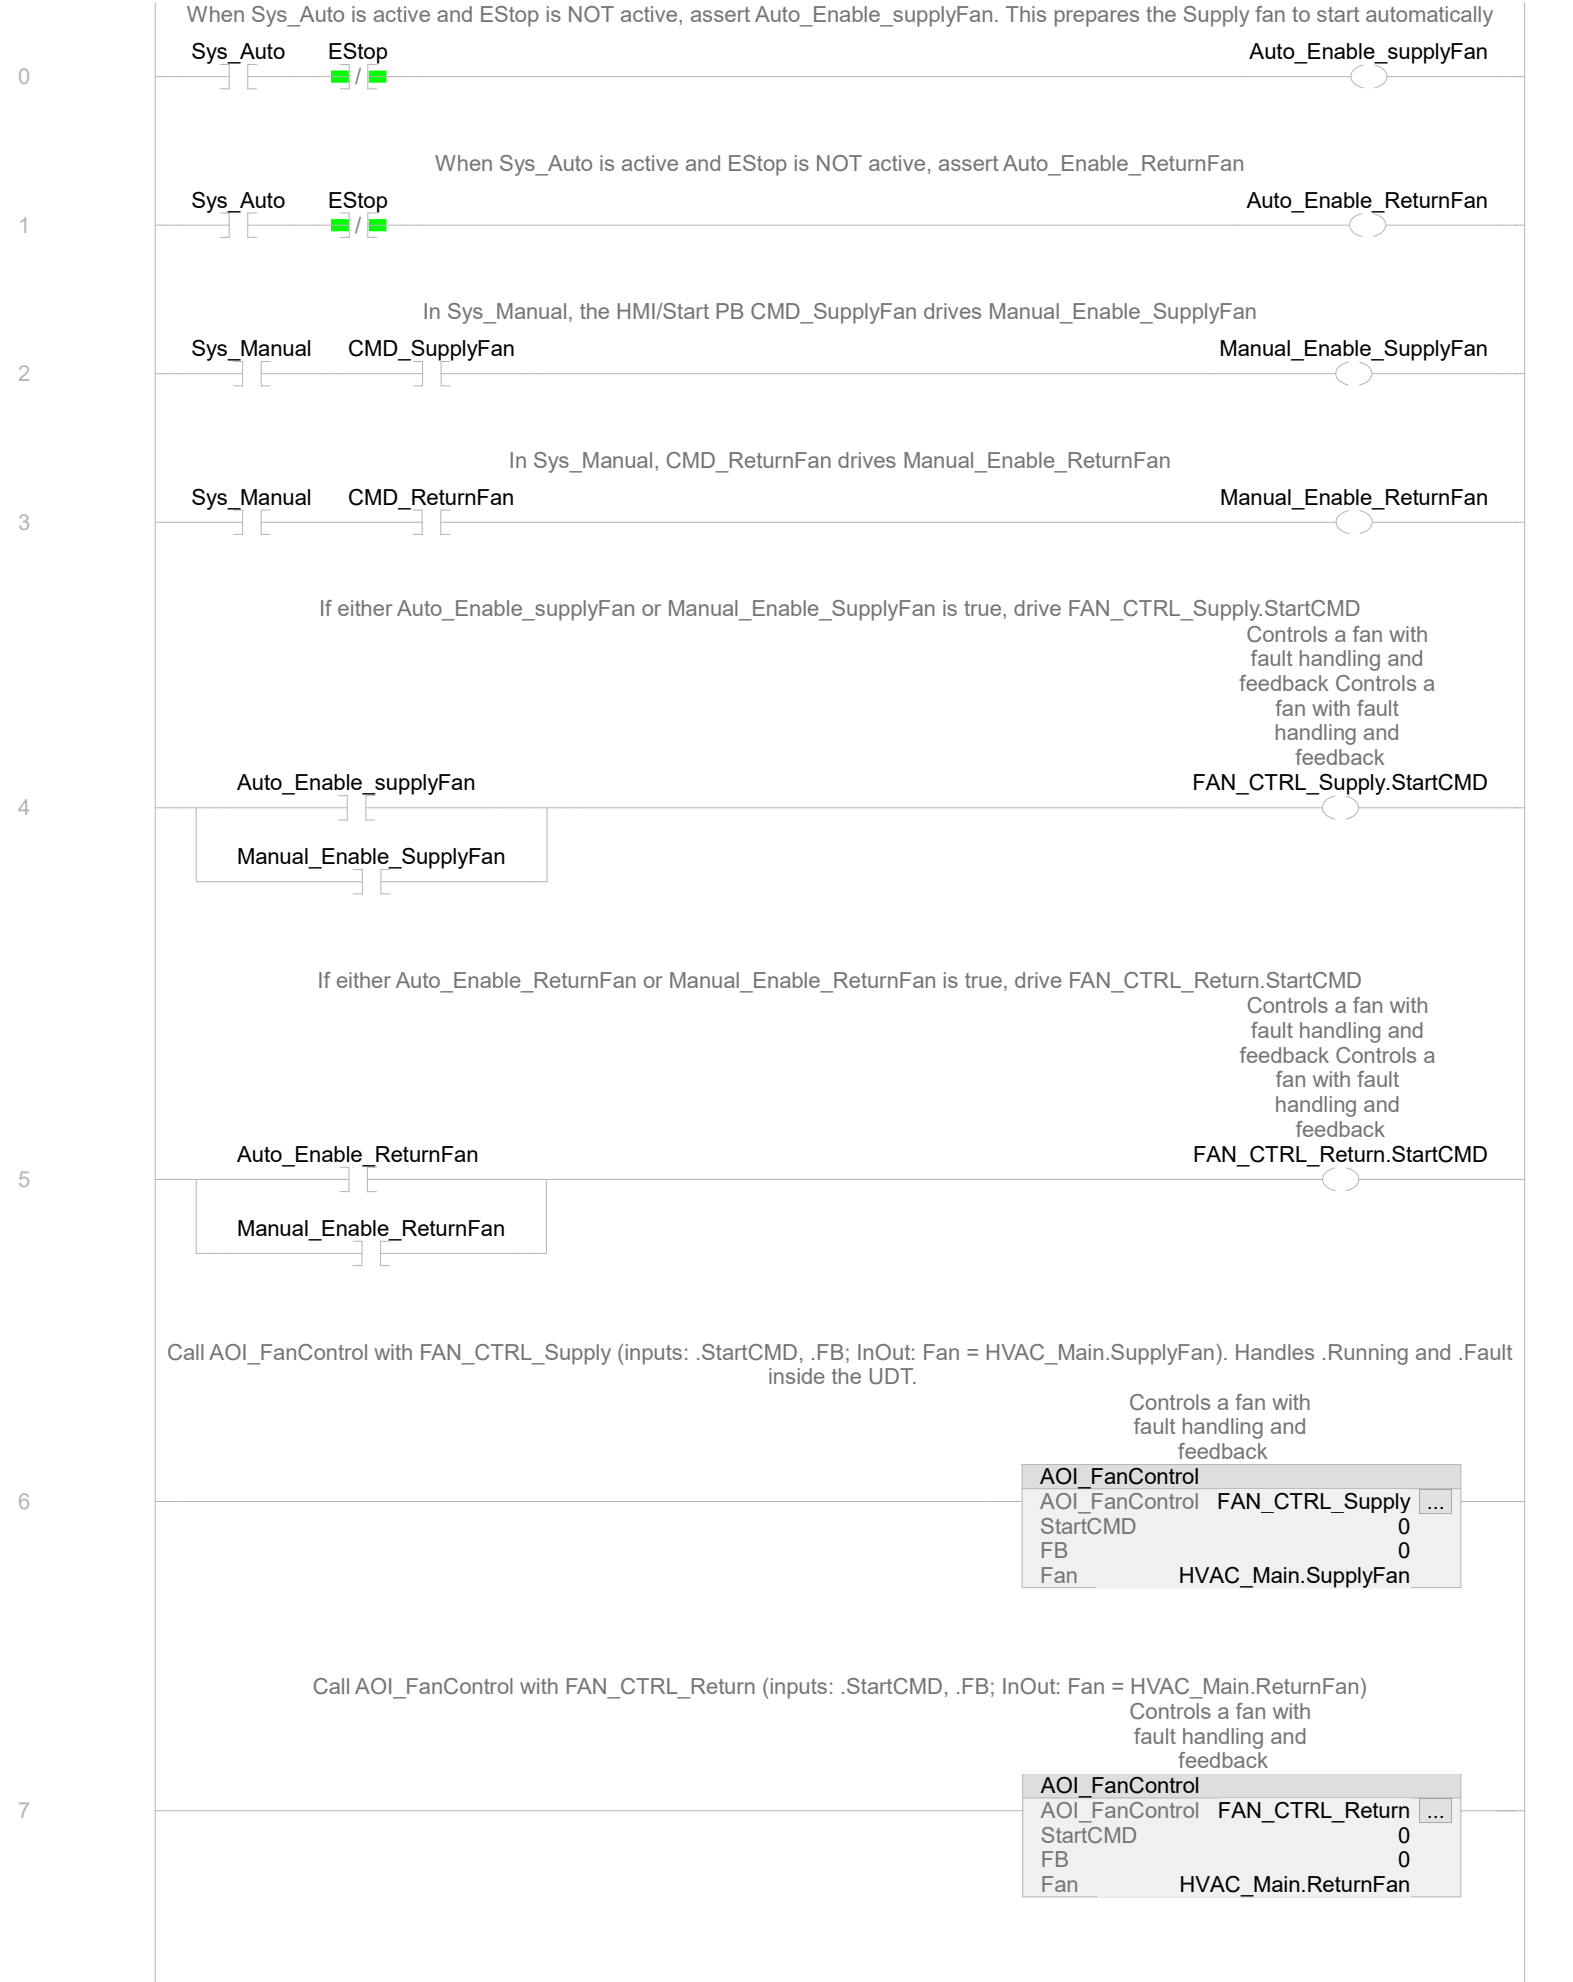 When Sys_Auto is active and EStop is NOT active, assert Auto_Enable_supplyFan. This prepares the Supply fan to start automatically
Sys_Auto EStop Auto_Enable_supplyFan
0 /
When Sys_Auto is active and EStop is NOT active, assert Auto_Enable_ReturnFan
Sys_Auto EStop Auto_Enable_ReturnFan
1 /
In Sys_Manual, the HMI/Start PB CMD_SupplyFan drives Manual_Enable_SupplyFan
Sys_Manual CMD_SupplyFan Manual_Enable_SupplyFan
2
In Sys_Manual, CMD_ReturnFan drives Manual_Enable_ReturnFan
Sys_Manual CMD_ReturnFan Manual_Enable_ReturnFan
3
If either Auto_Enable_supplyFan or Manual_Enable_SupplyFan is true, drive FAN_CTRL_Supply.StartCMD
Controls a fan with
fault handling and
feedback Controls a
fan with fault
handling and
feedback
Auto_Enable_supplyFan FAN_CTRL_Supply.StartCMD
4
Manual_Enable_SupplyFan
If either Auto_Enable_ReturnFan or Manual_Enable_ReturnFan is true, drive FAN_CTRL_Return.StartCMD
Controls a fan with
fault handling and
feedback Controls a
fan with fault
handling and
feedback
Auto_Enable_ReturnFan FAN_CTRL_Return.StartCMD
5
Manual_Enable_ReturnFan
Call AOI_FanControl with FAN_CTRL_Supply (inputs: .StartCMD, .FB; InOut: Fan = HVAC_Main.SupplyFan). Handles .Running and .Fault
inside the UDT.
Controls a fan with
fault handling and
feedback
AOI_FanControl
6 AOI_FanControl FAN_CTRL_Supply ...
StartCMD 0
FB 0
Fan HVAC_Main.SupplyFan
Call AOI_FanControl with FAN_CTRL_Return (inputs: .StartCMD, .FB; InOut: Fan = HVAC_Main.ReturnFan)
Controls a fan with
fault handling and
feedback
AOI_FanControl
7 AOI_FanControl FAN_CTRL_Return ...
StartCMD 0
FB 0
Fan HVAC_Main.ReturnFan